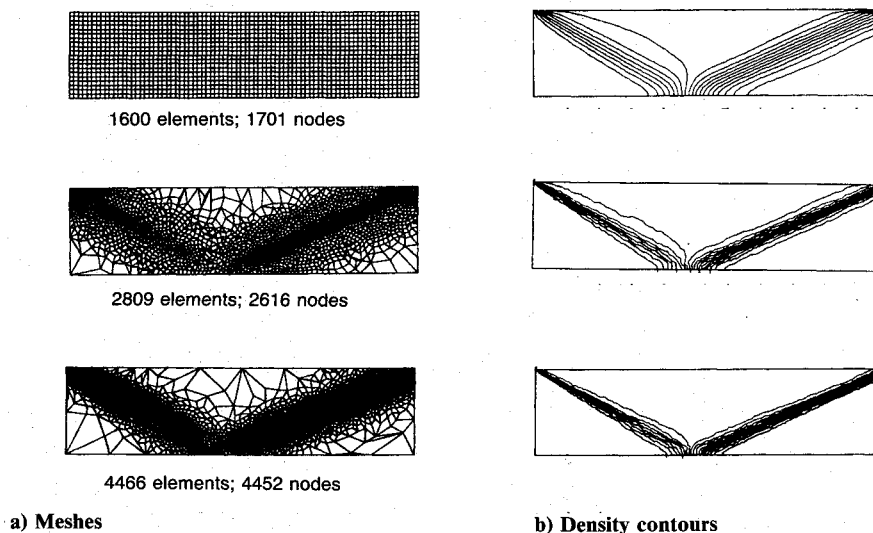 1600 elements; 1701 nodes
2809 elements; 2616 nodes
4466 elements; 4452 nodes
a) Meshes
b) Density contours